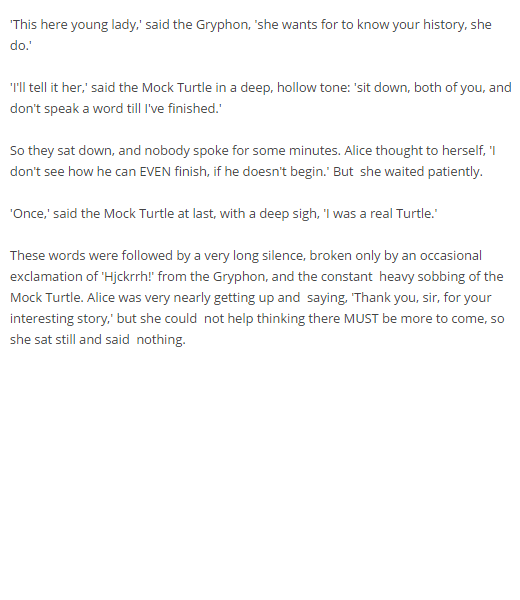 'This here young lady,' said the Gryphon, 'she wants for to know your history, she
do.'
'I'll tell it her,' said the Mock Turtle in a deep, hollow tone: 'sit down, both of you, and
don't speak a word till I've finished.'
So they sat down, and nobody spoke for some minutes. Alice thought to herself, 'I
don't see how he can EVEN finish, if he doesn't begin.' But  she waited patiently.
'Once,' said the Mock Turtle at last, with a deep sigh, 'I was a real Turtle.'
These words were followed by a very long silence, broken only by an occasional
exclamation of 'Hjckrrh!' from the Gryphon, and the constant  heavy sobbing of the
Mock Turtle. Alice was very nearly getting up and  saying, 'Thank you, sir, for your
interesting story,' but she could  not help thinking there MUST be more to come, so
she sat still and said  nothing.